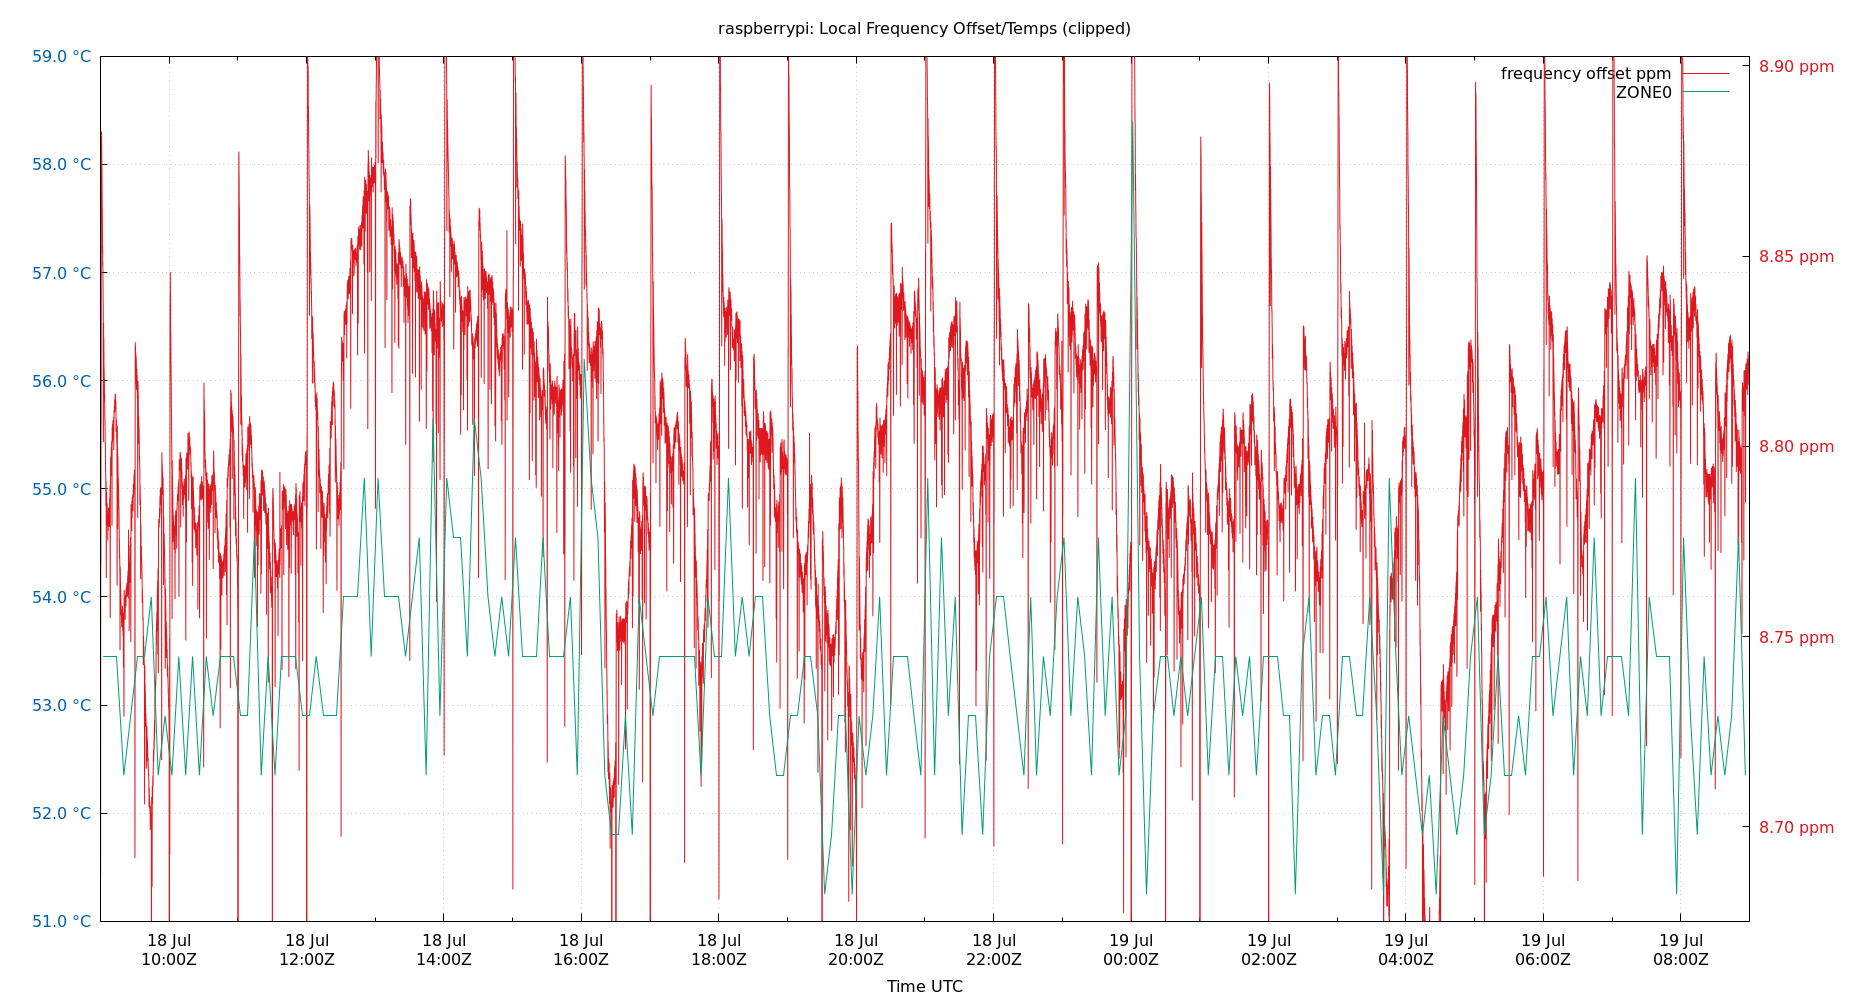 raspberrypi: Local Frequency Offset/Temps (clipped)
59.0 °C
58.0 °C
57.0 °C
56.0 °C
55.0 °C
54.0 °C
53.0 °C
52.0 °C
51.0 °C
8.90 ppm
8.85 ppm
8.80 ppm
8.75 ppm
8.70 ppm
frequency offset ppm
ZONE0
18 Jul 18 Jul 18 Jul 18 Jul 18 Jul 18 Jul 18 Jul 19 Jul 19 Jul 19 Jul 19 Jul 19 Jul
10:00Z 12:00Z 14:00Z 16:00Z 18:00Z 20:00Z 22:00Z 00:00Z 02:00Z 04:00Z 06:00Z 08:00Z
Time UTC